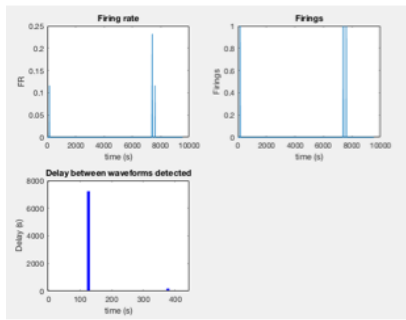 Firing rate
0.25
0.2
0.15
0.1
0.05
0
FR
0 2000 4000 6000 8000 10000
time (s)
Firings
1
0.8
0.6
0.4
0.2
0
Firings
0 2000 4000 6000 8000 10000
time (s)
Delay between waveforms detected
8000
6000
4000
2000
0
Delay (s)
0 100 200 300 400
time (s)